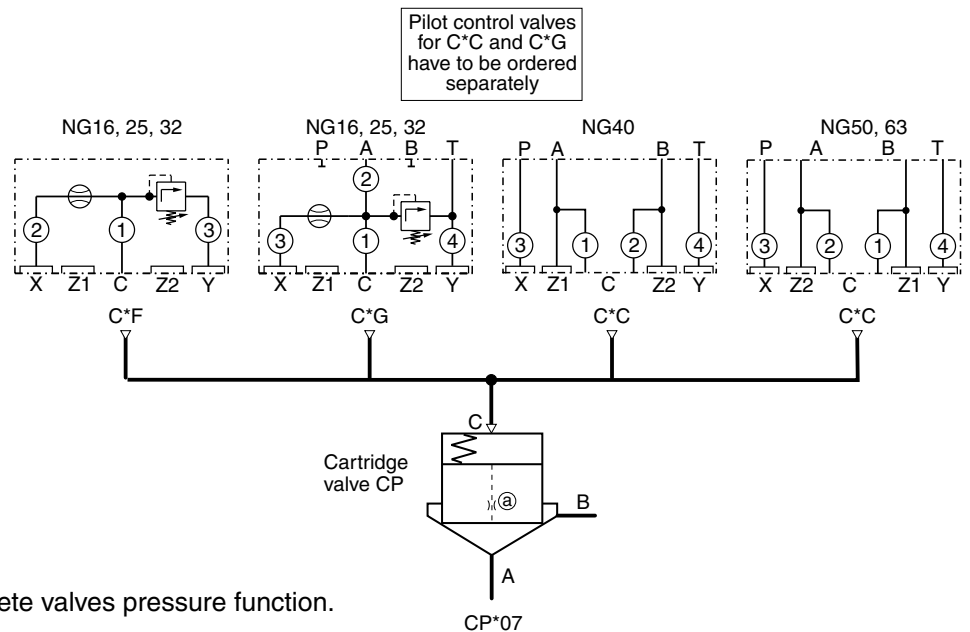 Pilot control valves
for C*C and C*G
have to be ordered
separately
NG16, 25, 32
NG16, 25, 32
NG40
NG50, 63
P A B T
P A B T
P A B T
2 1 3
2 3 1 4
3 1 2 4
3 2 1 4
X Z1 C Z2 Y
X Z1 C Z2 Y
X Z1 C Z2 Y
X Z2 C Z1 Y
C*F
C*G
C*C
C*C
C
Cartridge
valve CP
a
B
A
ete valves pressure function.
CP*07